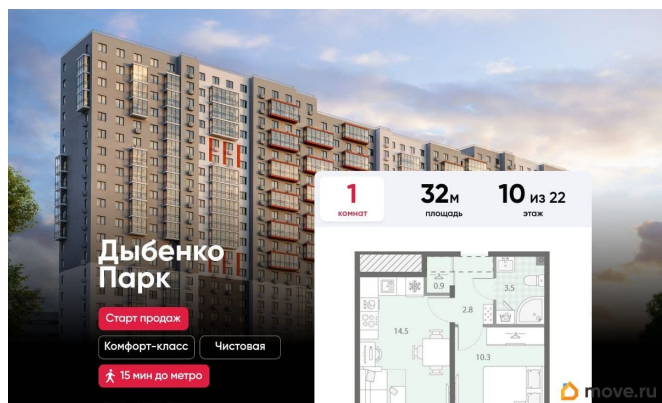 1
комнат
32м
площадь
10 из 22
этаж
Дыбенко
Парк
Старт продаж
Комфорт-класс
Чистовая
15 мин до метро
0.9
3.5
2.8
14.5
10.3
move.ru